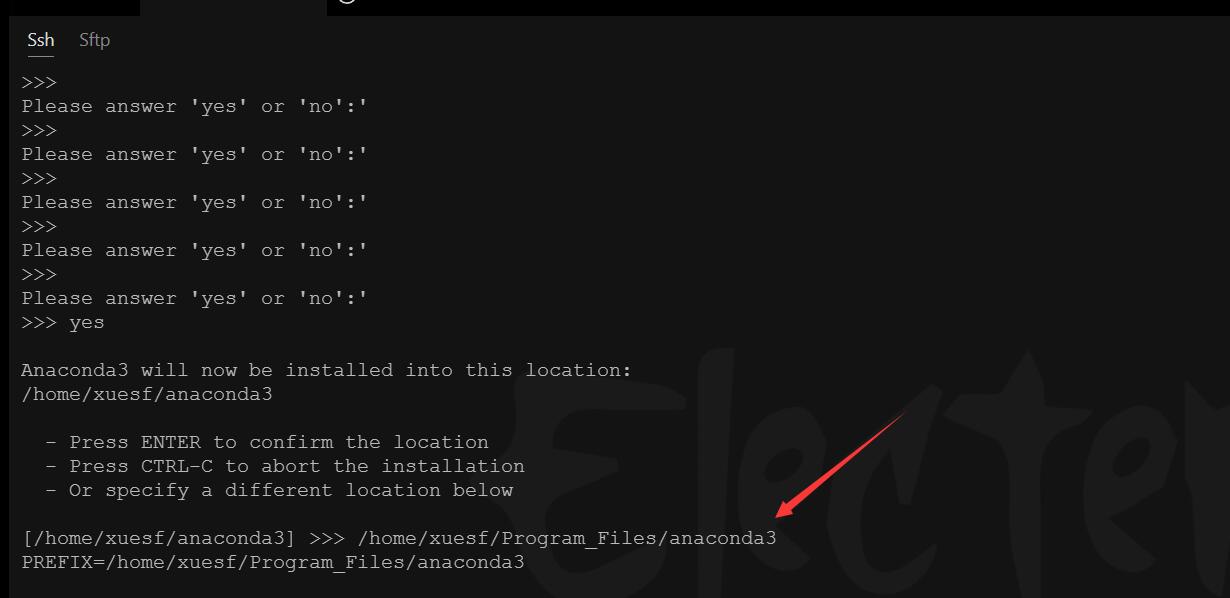 Ssh Sftp
>>>
Please answer 'yes' or 'no':'
>>>
Please answer 'yes' or 'no':'
>>>
Please answer 'yes' or 'no':'
>>>
Please answer 'yes' or 'no':'
>>>
Please answer 'yes' or 'no':'
>>> yes
Anaconda3 will now be installed into this location:
/home/xuesf/anaconda3
- Press ENTER to confirm the location
- Press CTRL-C to abort the installation
- Or specify a different location below
[/home/xuesf/anaconda3] >>> /home/xuesf/Program_Files/anaconda3
PREFIX=/home/xuesf/Program_Files/anaconda3
Electer